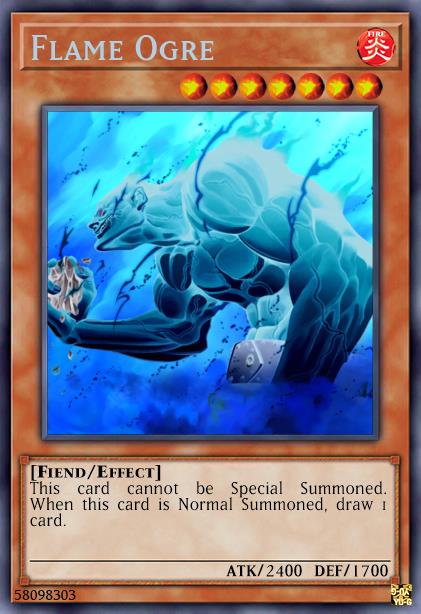 Flame Ogre
FIRE
炎
[Fiend/Effect]
This card cannot be Special Summoned.
When this card is Normal Summoned, draw 1
card.
ATK/2400 DEF/1700
58098303